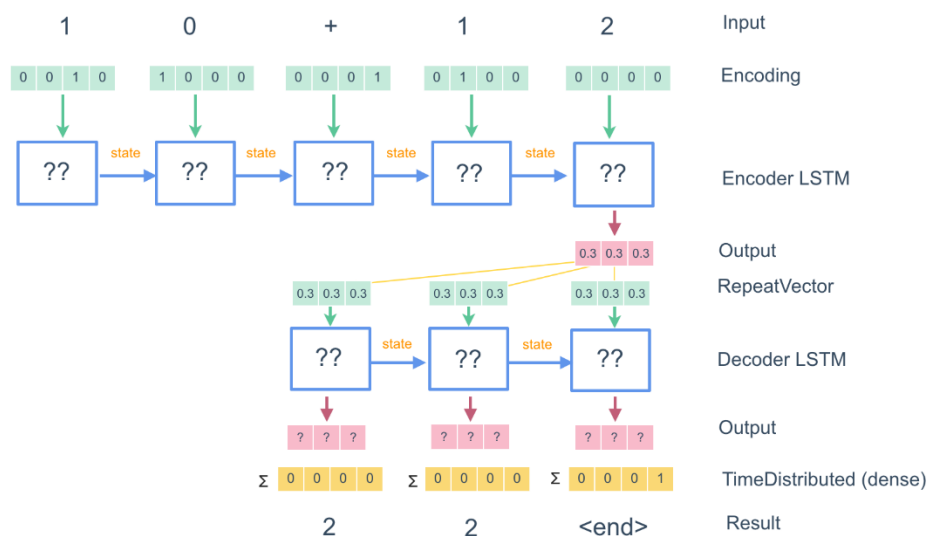 1 0 + 1 2 Input
0 0 1 0 1 0 0 0 0 0 0 1 0 1 0 0 0 0 0 0 Encoding
state state state state
?? ?? ?? ?? ?? Encoder LSTM
0.3 0.3 0.3 Output
0.3 0.3 0.3 0.3 0.3 0.3 0.3 0.3 0.3 RepeatVector
state state
?? ?? ?? Decoder LSTM
? ? ? ? ? ? ? ? ? Output
Σ 0 0 0 0 Σ 0 0 0 0 Σ 0 0 0 1 TimeDistributed (dense)
2 2 <end> Result